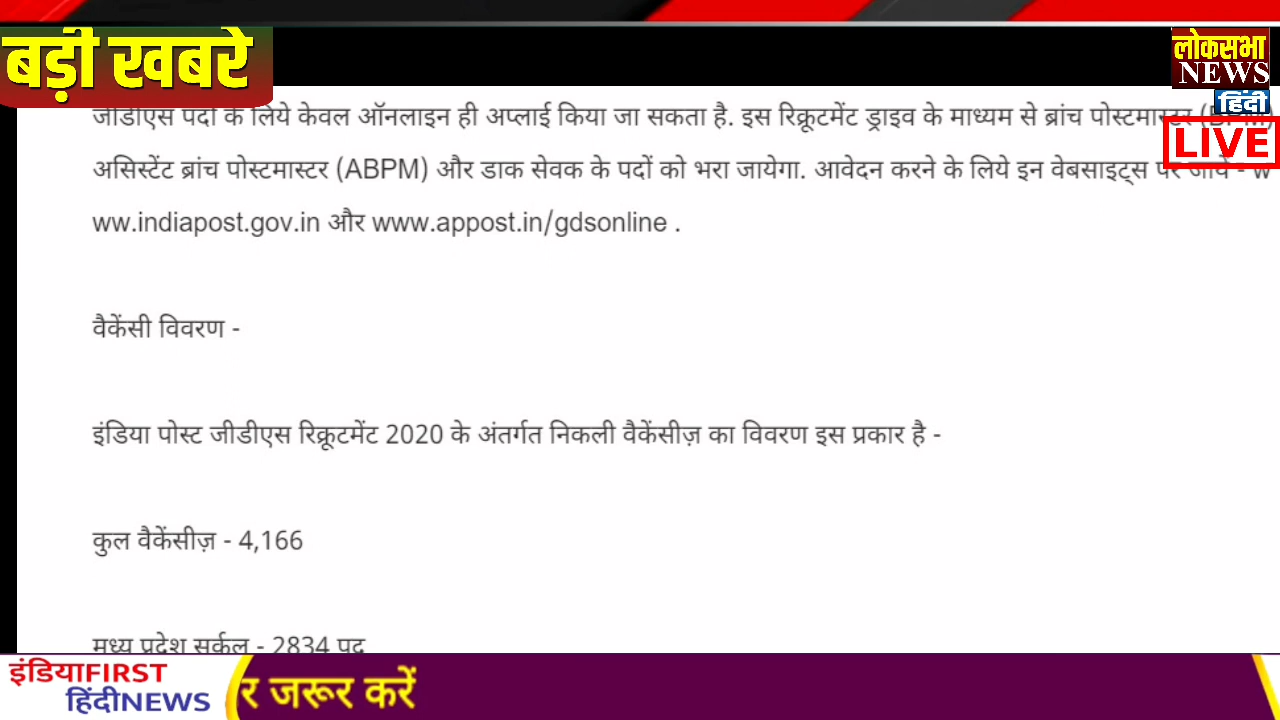 बड़ी खबरे
लोकसभा
NEWS
हिंदी
LIVE
जीडीएस पदों के लिये केवल ऑनलाइन ही अप्लाई किया जा सकता है. इस रिक्रूटमेंट ड्राइव के माध्यम से ब्रांच पोस्टमास्टर
असिस्टेंट ब्रांच पोस्टमास्टर (ABPM) और डाक सेवक के पदों को भरा जायेगा. आवेदन करने के लिये इन वेबसाइट्स पर जायें - w
ww.indiapost.gov.in और www.appost.in/gdsonline .
वैकेंसी विवरण -
इंडिया पोस्ट जीडीएस रिक्रूटमेंट 2020 के अंतर्गत निकली वैकेंसीज़ का विवरण इस प्रकार है -
कुल वैकेंसीज़ - 4,166
मध्य प्रदेश सर्कल - 2834 पद
इंडियाFIRST
हिंदीNEWS
र जरूर करें